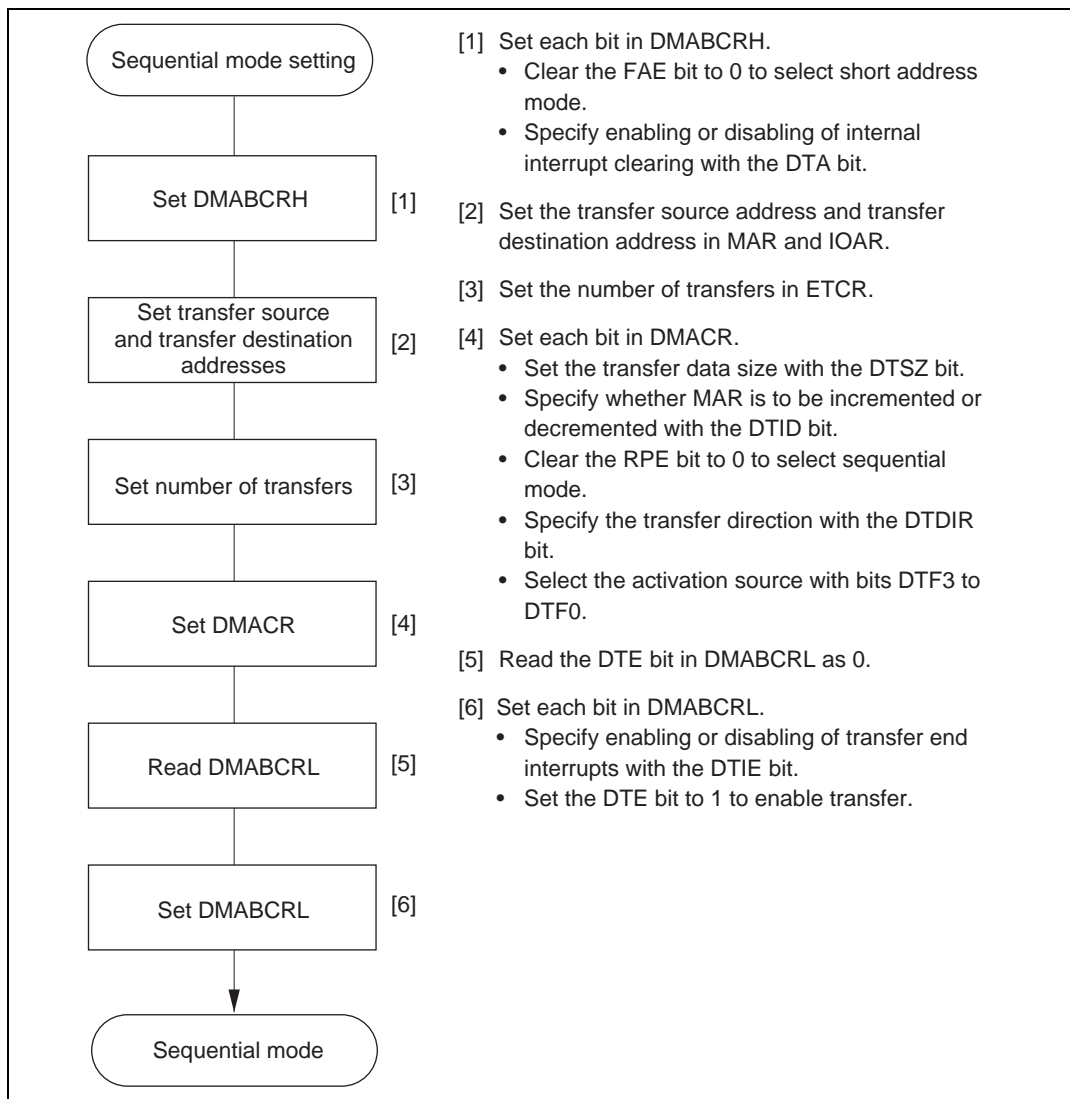 Sequential mode setting
Set DMABCRH [1]
Set transfer source
and transfer destination
addresses
[2]
Set number of transfers [3]
Set DMACR [4]
Read DMABCRL [5]
Set DMABCRL [6]
Sequential mode
[1] Set each bit in DMABCRH.
• Clear the FAE bit to 0 to select short address
mode.
• Specify enabling or disabling of internal
interrupt clearing with the DTA bit.
[2] Set the transfer source address and transfer
destination address in MAR and IOAR.
[3] Set the number of transfers in ETCR.
[4] Set each bit in DMACR.
• Set the transfer data size with the DTSZ bit.
• Specify whether MAR is to be incremented or
decremented with the DTID bit.
• Clear the RPE bit to 0 to select sequential
mode.
• Specify the transfer direction with the DTDIR
bit.
• Select the activation source with bits DTF3 to
DTF0.
[5] Read the DTE bit in DMABCRL as 0.
[6] Set each bit in DMABCRL.
• Specify enabling or disabling of transfer end
interrupts with the DTIE bit.
• Set the DTE bit to 1 to enable transfer.